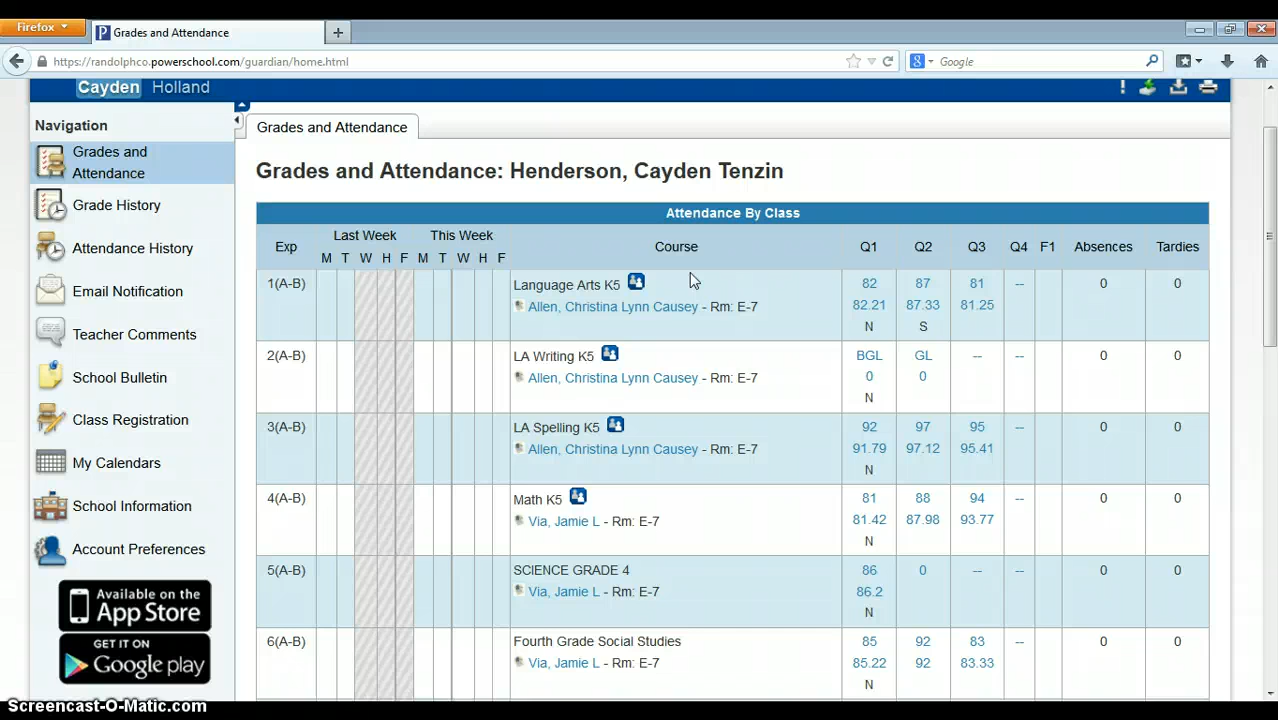 Firefox
Grades and Attendance
https://randolphco.powerschool.com/guardian/home.html
Google
Cayden Holland
Navigation
Grades and
Attendance
Grade History
Attendance History
Email Notification
Teacher Comments
School Bulletin
Class Registration
My Calendars
School Information
Account Preferences
Available on the
App Store
GET IT ON
Google play
Grades and Attendance
Grades and Attendance: Henderson, Cayden Tenzin
Attendance By Class
Exp Last Week This Week Course Q1 Q2 Q3 Q4 F1 Absences Tardies
M T W H F M T W H F
1(A-B) Language Arts K5 82 87 81 -- 0 0
Allen, Christina Lynn Causey - Rm: E-7 82.21 87.33 81.25
N S
2(A-B) LA Writing K5 BGL GL -- -- 0 0
Allen, Christina Lynn Causey - Rm: E-7 0 0
N
3(A-B) LA Spelling K5 92 97 95 -- 0 0
Allen, Christina Lynn Causey - Rm: E-7 91.79 97.12 95.41
N
4(A-B) Math K5 81 88 94 -- 0 0
Via, Jamie L - Rm: E-7 81.42 87.98 93.77
N
5(A-B) SCIENCE GRADE 4 86 0 -- -- 0 0
Via, Jamie L - Rm: E-7 86.2
N
6(A-B) Fourth Grade Social Studies 85 92 83 -- 0 0
Via, Jamie L - Rm: E-7 85.22 92 83.33
N
Screencast-O-Matic.com